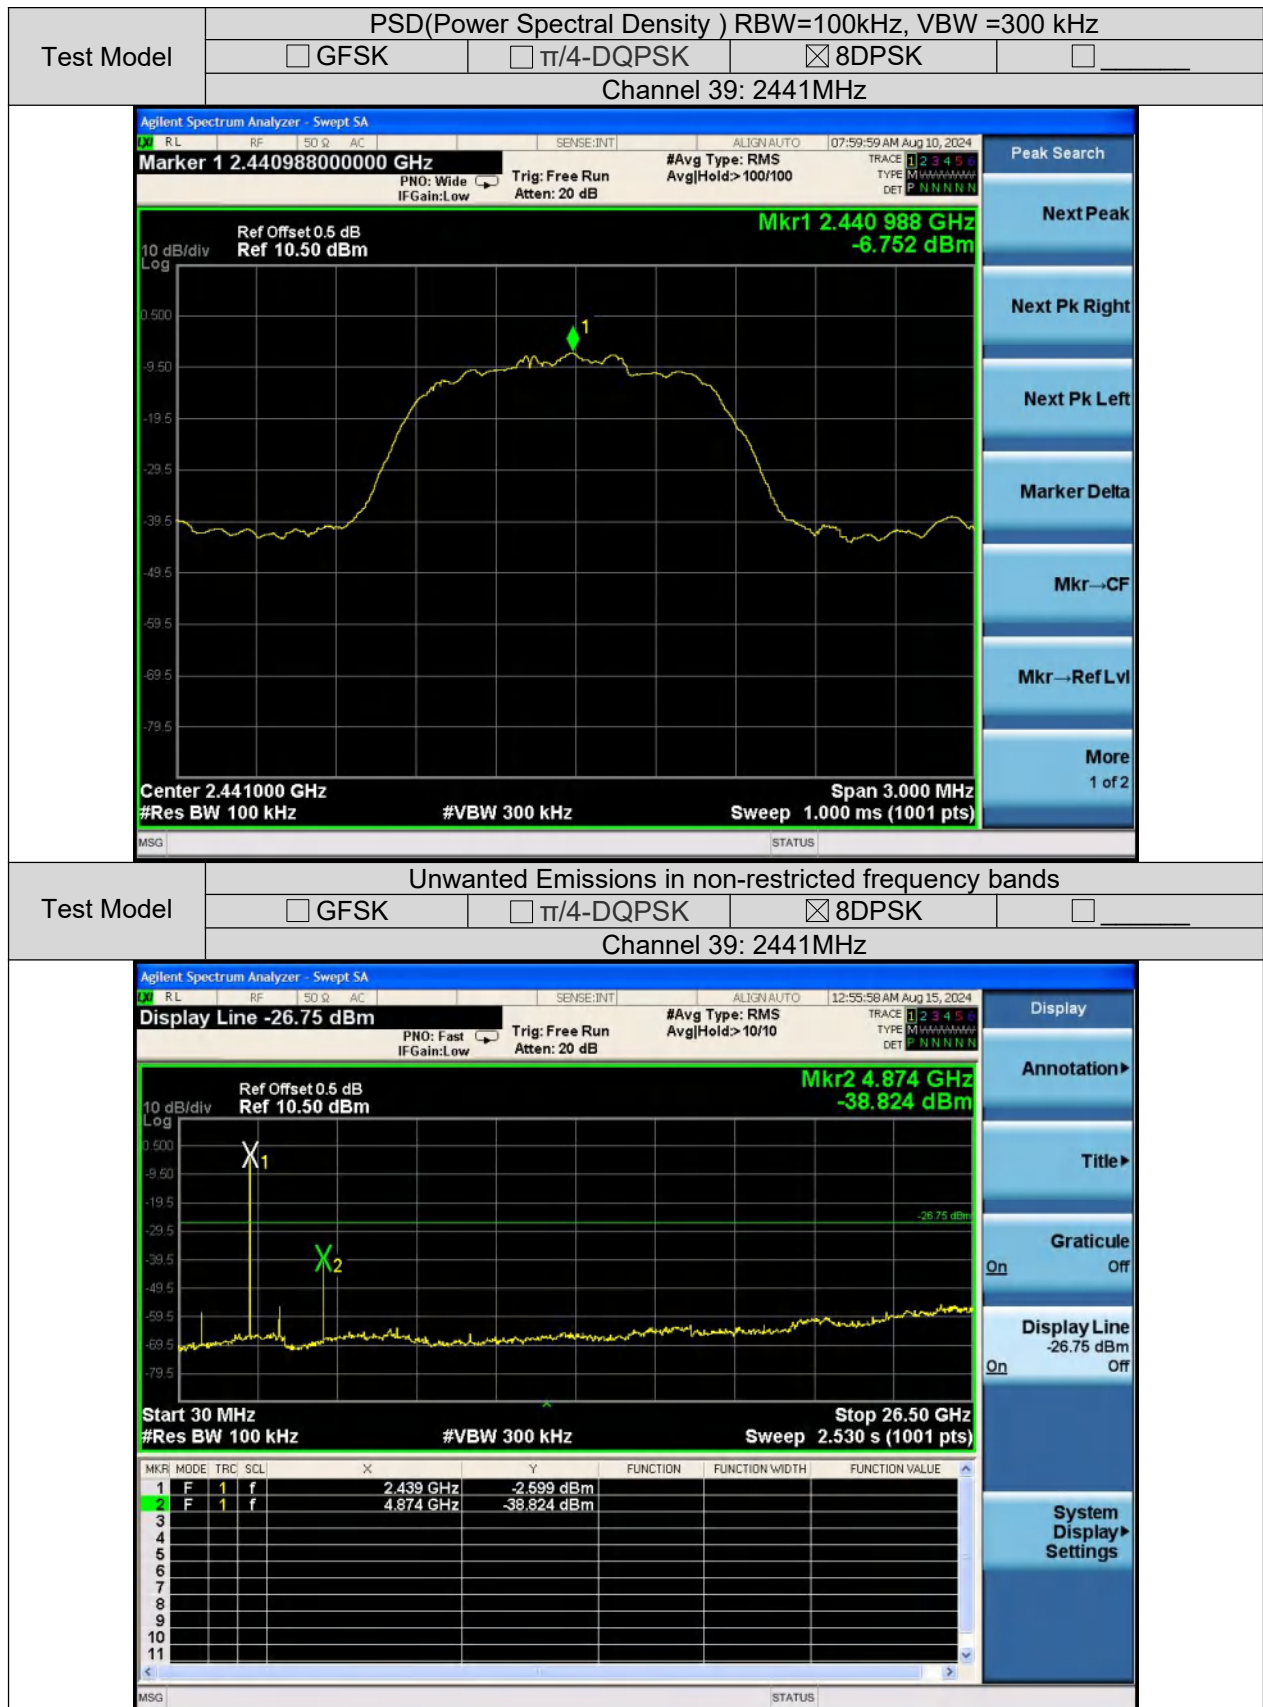 Test Model
PSD(Power Spectral Density ) RBW=100kHz, VBW =300 kHz
☐ GFSK ☐ π/4-DQPSK ☒ 8DPSK ☐ ______
Channel 39: 2441MHz
Agilent Spectrum Analyzer - Swept SA
LXI RL RF 50 Ω AC SENSE:INT ALIGN AUTO 07:59:59 AM Aug 10, 2024
Marker 1 2.440988000000 GHz
PNO: Wide
IFGain:Low
Trig: Free Run
Atten: 20 dB
#Avg Type: RMS
Avg|Hold:>100/100
TRACE 1 2 3 4 5 6
TYPE M WWWWW
DET P N N N N N
Peak Search
Mkr1 2.440 988 GHz
-6.752 dBm
Ref Offset 0.5 dB
10 dB/div Ref 10.50 dBm
Log
0.500
-9.50
-19.5
-29.5
-39.5
-49.5
-59.5
-69.5
-79.5
1
Center 2.441000 GHz Span 3.000 MHz
#Res BW 100 kHz #VBW 300 kHz Sweep 1.000 ms (1001 pts)
MSG STATUS
Next Peak
Next Pk Right
Next Pk Left
Marker Delta
Mkr→CF
Mkr→Ref Lvl
More
1 of 2
Test Model
Unwanted Emissions in non-restricted frequency bands
☐ GFSK ☐ π/4-DQPSK ☒ 8DPSK ☐ ______
Channel 39: 2441MHz
Agilent Spectrum Analyzer - Swept SA
LXI RL RF 50 Ω AC SENSE:INT ALIGN AUTO 12:55:58 AM Aug 15, 2024
Display Line -26.75 dBm
PNO: Fast
IFGain:Low
Trig: Free Run
Atten: 20 dB
#Avg Type: RMS
Avg|Hold:>10/10
TRACE 1 2 3 4 5 6
TYPE M WWWWW
DET P N N N N N
Display
Mkr2 4.874 GHz
-38.824 dBm
Ref Offset 0.5 dB
10 dB/div Ref 10.50 dBm
Log
0.500
-9.50
-19.5
-29.5
-39.5
-49.5
-59.5
-69.5
-79.5
1
2
-26.75 dBm
Start 30 MHz Stop 26.50 GHz
#Res BW 100 kHz #VBW 300 kHz Sweep 2.530 s (1001 pts)
MKR MODE TRC SCL X Y FUNCTION FUNCTION WIDTH FUNCTION VALUE
1 F 1 f 2.439 GHz -2.599 dBm
2 F 1 f 4.874 GHz -38.824 dBm
3
4
5
6
7
8
9
10
11
MSG STATUS
Annotation
Title
Graticule
On Off
Display Line
-26.75 dBm
On Off
System
Display
Settings